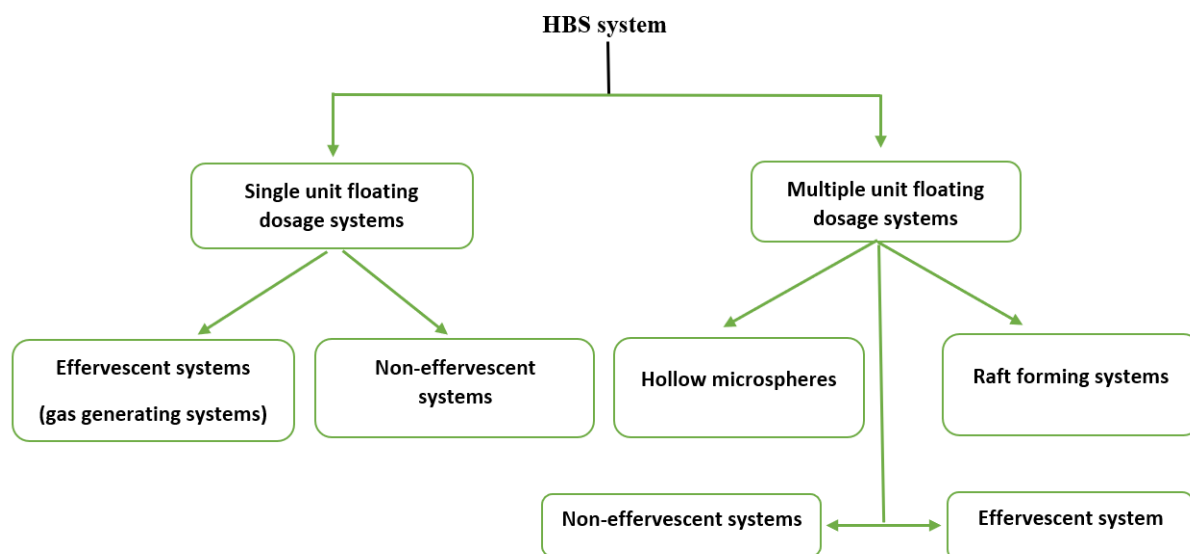 HBS system
Single unit floating
dosage systems
Multiple unit floating
dosage systems
Effervescent systems
(gas generating systems)
Non-effervescent
systems
Hollow microspheres
Raft forming systems
Non-effervescent systems
Effervescent system